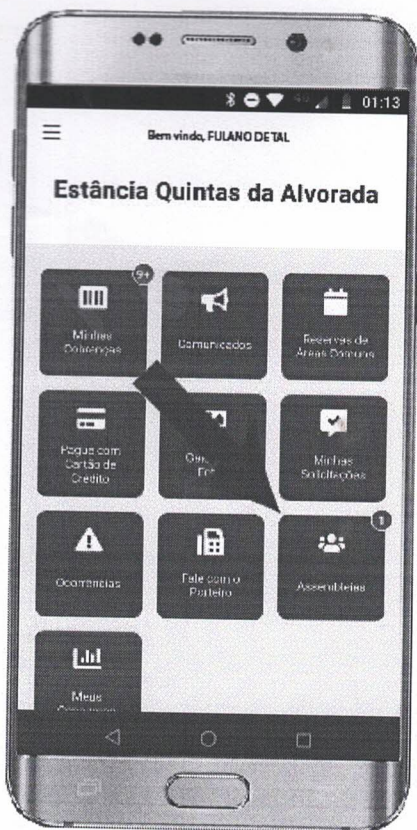 01:13
Bem vindo, FULANO DE TAL
Estância Quintas da Alvorada
9+
Minhas
Cobranças
Comunicados
Reservas de
Áreas Comuns
Pague com
Cartão de
Crédito
Minhas
Solicitações
1
Ocorrências
Fale com o
Porteiro
Assembleias
Meus